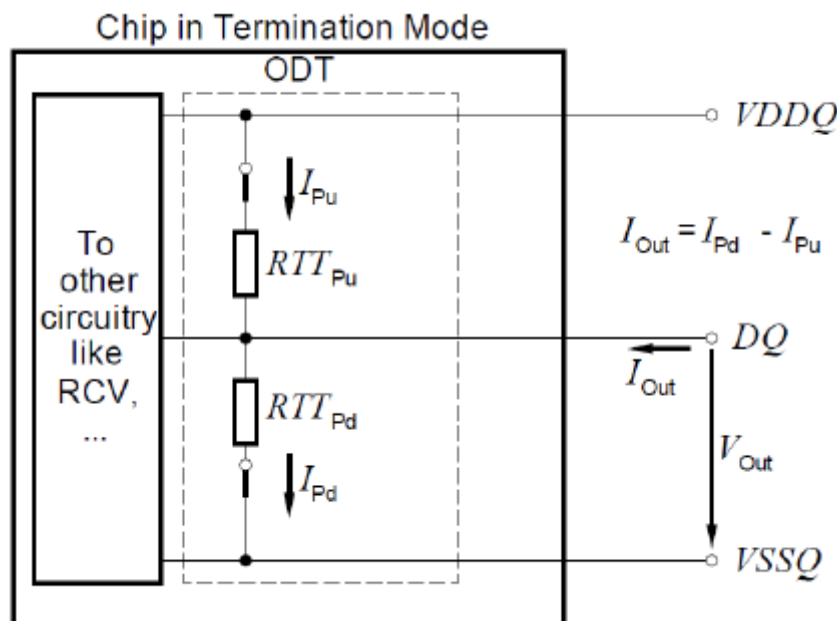 Chip in Termination Mode
ODT
VDDQ
IPu
To
other
circuitry
like
RCV,
...
RTTPu
IOut = IPd - IPu
DQ
IOut
RTTPd
VOut
IPd
VSSQ